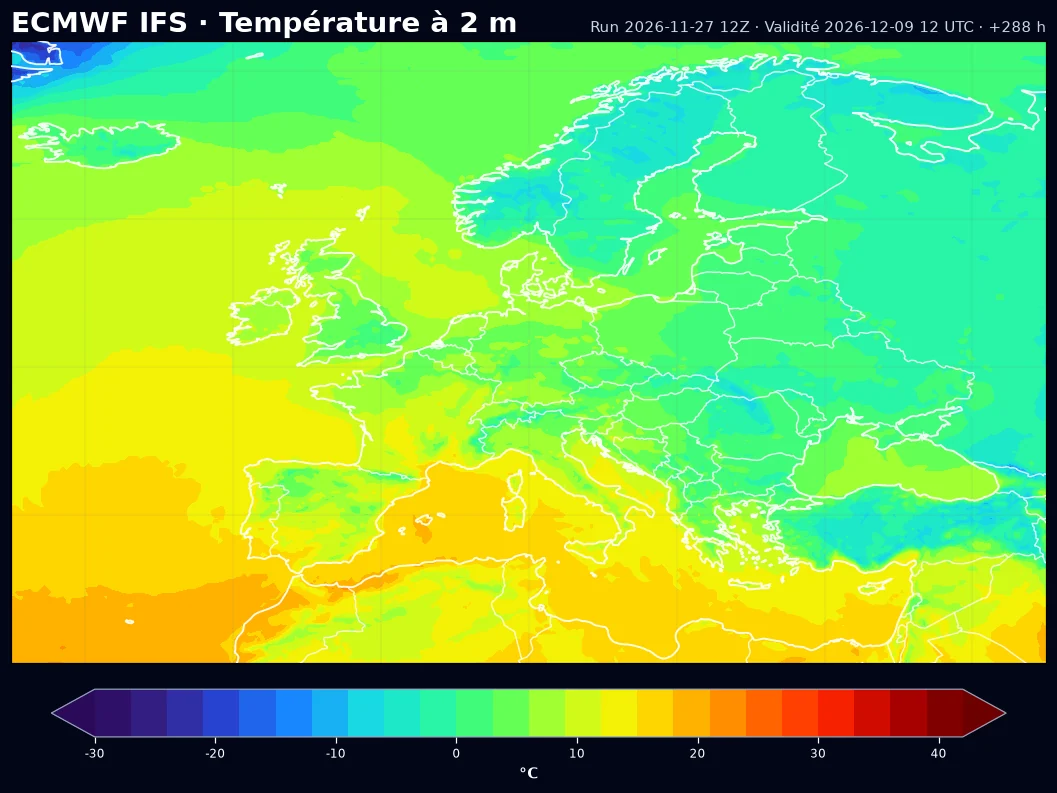 ECMWF IFS · Température à 2 m
Run 2026-11-27 12Z · Validité 2026-12-09 12 UTC · +288 h
-30 -20 -10 0 10 20 30 40
°C